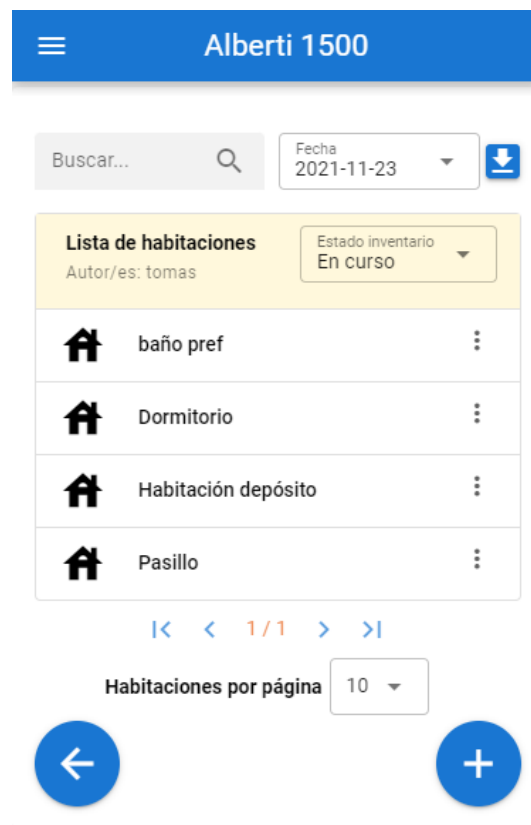 Alberti 1500
Buscar...
Fecha
2021-11-23
Lista de habitaciones
Autor/es: tomas
Estado inventario
En curso
baño pref
Dormitorio
Habitación depósito
Pasillo
1 / 1
Habitaciones por página 10